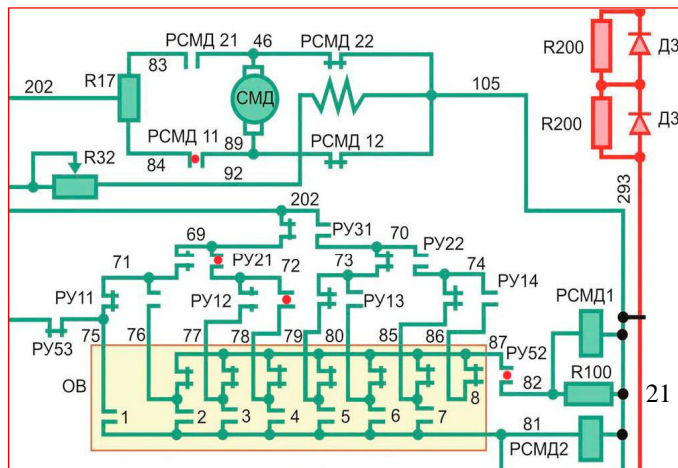 РСМД 21 46 РСМД 22
83
R200
Д3
202 R17
СМД
105
РСМД 11 89 РСМД 12
R200
Д3
R32 84 92
293
202
69 РУ31 70
71 РУ21 72 73 РУ22 74
РУ11 РУ12 РУ13 РУ14
РСМД1
75 76 77 78 79 80 85 86 87
РУ53
РУ52
ОВ
82 R100
21
8
1 2 3 4 5 6 7
81
РСМД2